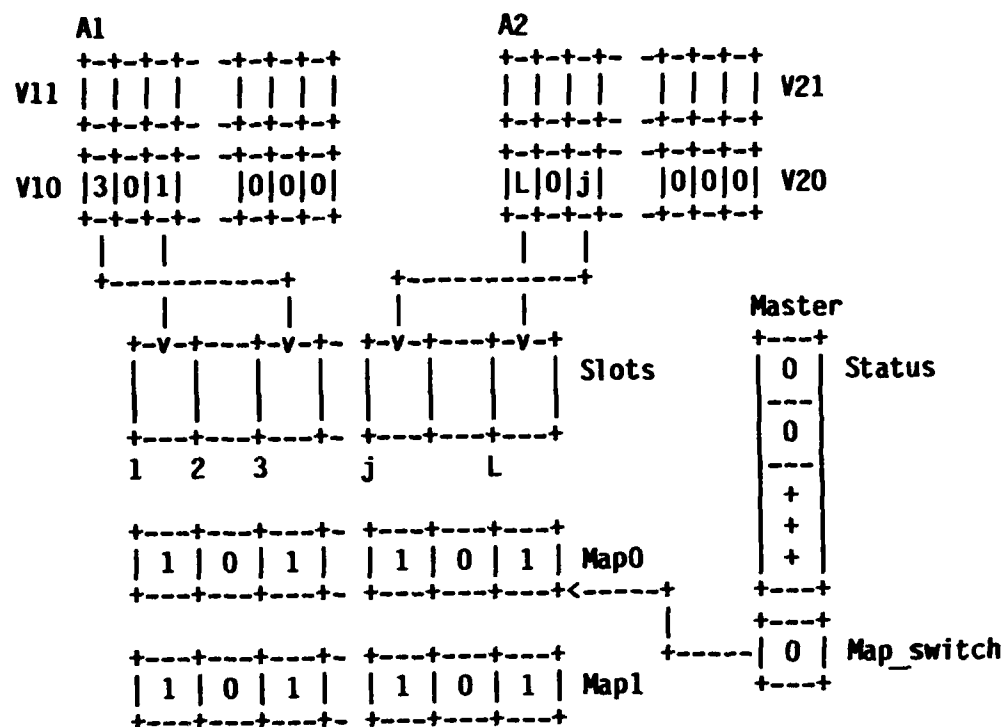 A1 A2
V11 V21
V10 3 0 1 0 0 0 L 0 j 0 0 0 V20
Master
Slots 0 Status
0
1 2 3 j L
+
+
1 0 1 1 0 1 Map0 +
0 Map_switch
1 0 1 1 0 1 Map1